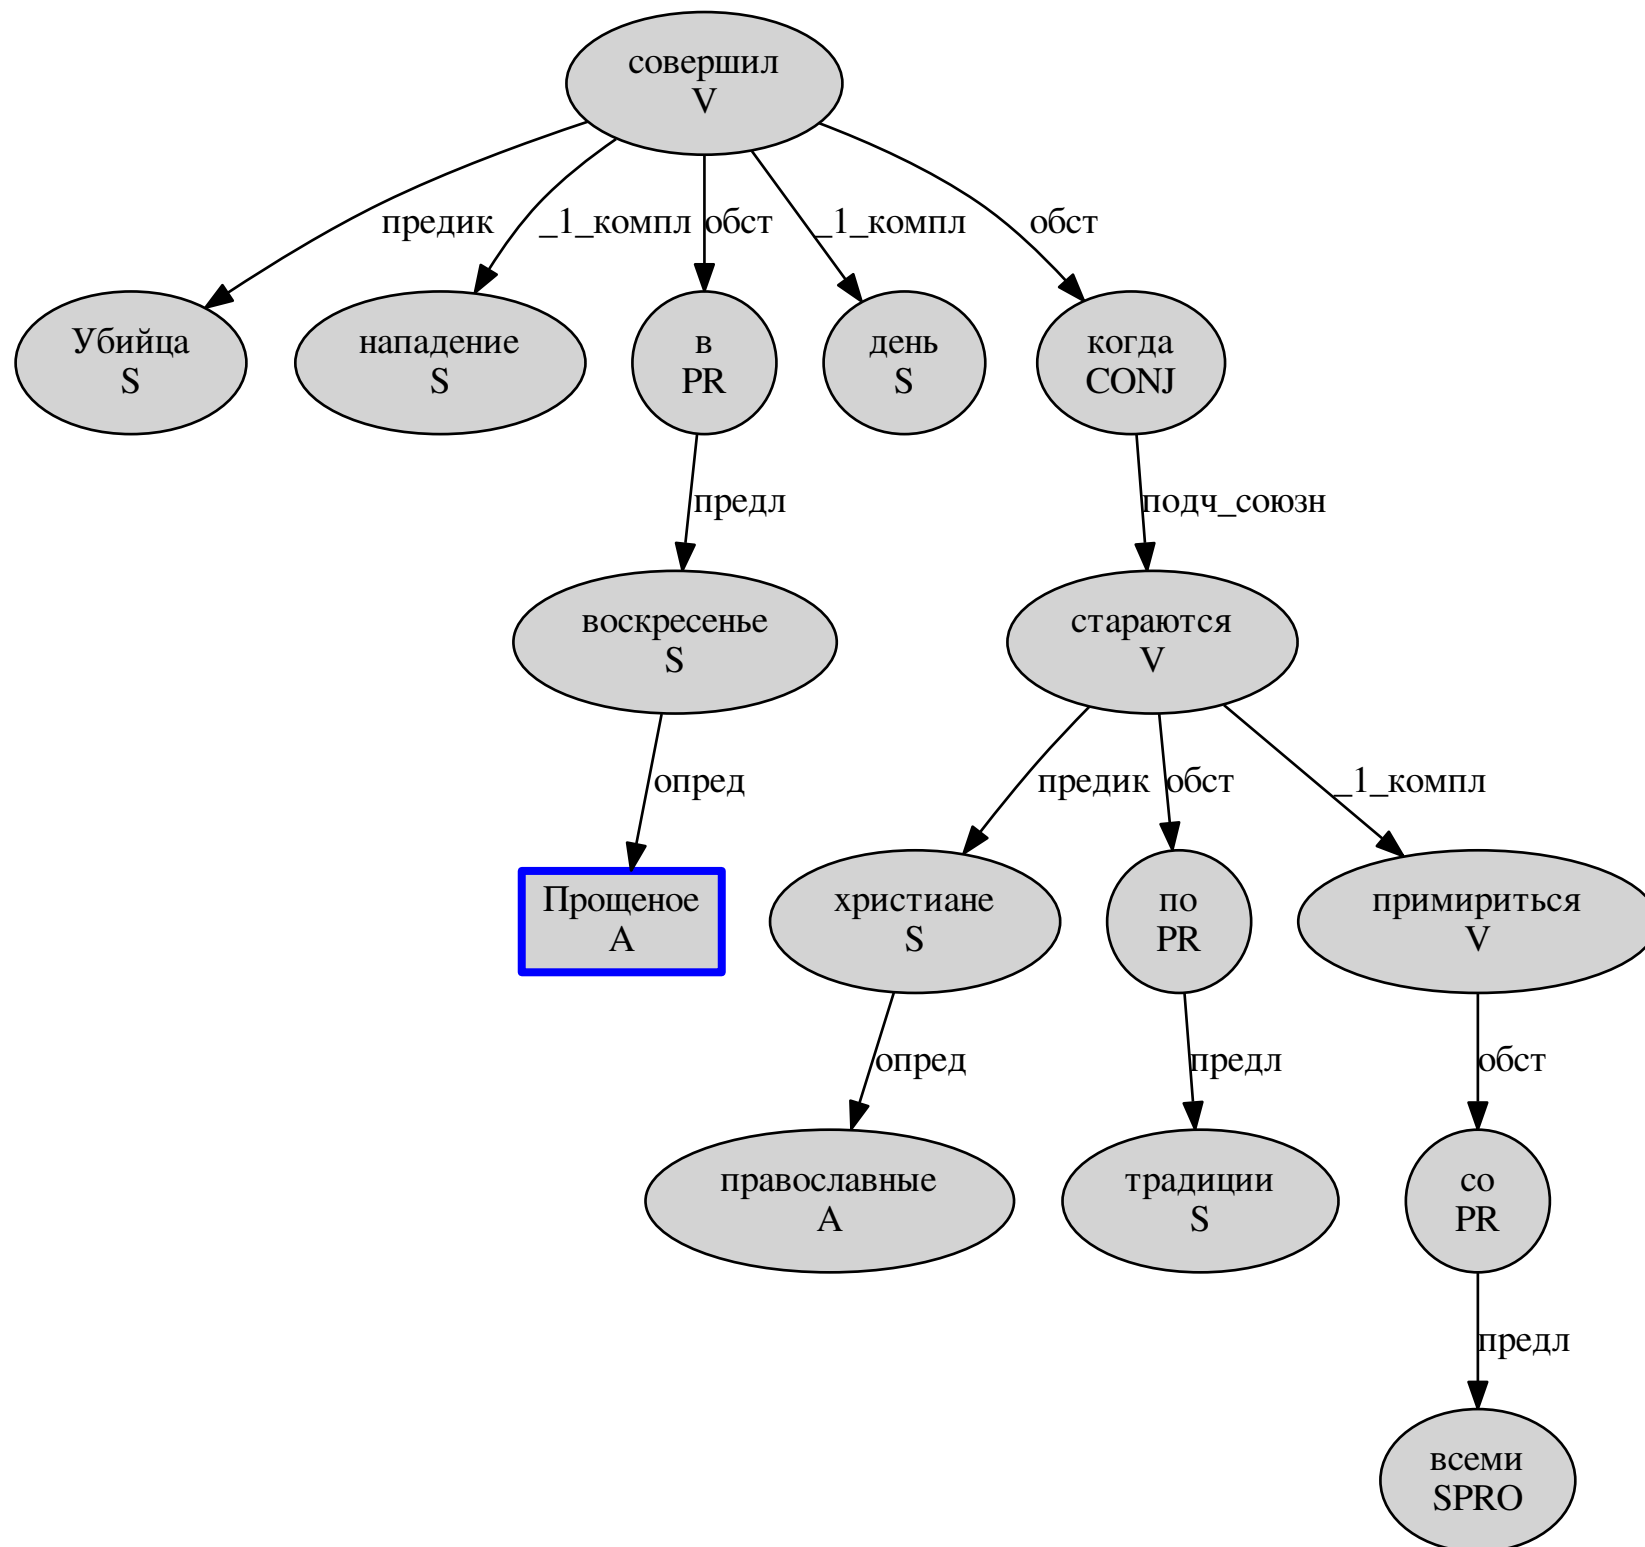 совершил
V
предик
_1_компл
обст
_1_компл
обст
Убийца
S
нападение
S
в
PR
день
S
когда
CONJ
предл
подч_союзн
воскресенье
S
стараются
V
опред
предик
обст
_1_компл
Прощеное
A
христиане
S
по
PR
примириться
V
опред
предл
обст
православные
A
традиции
S
со
PR
предл
всеми
SPRO